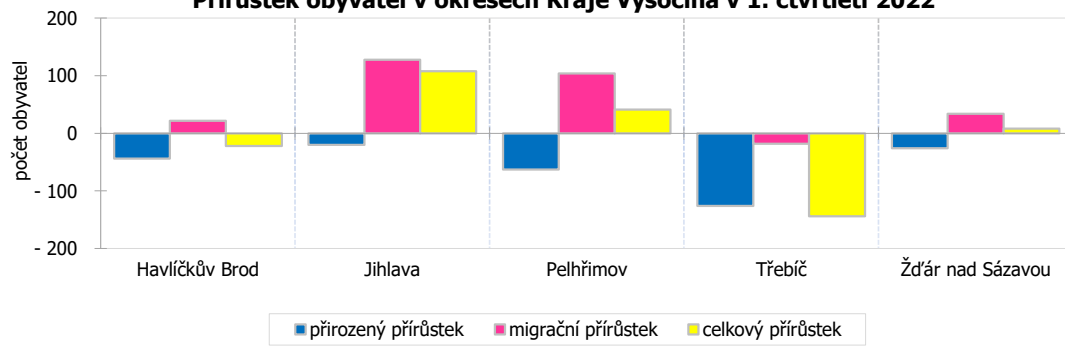 Přírůstek obyvatel v okresech Kraje Vysočina v 1. čtvrtletí 2022
počet obyvatel
200
100
0
- 100
- 200
Havlíčkův Brod Jihlava Pelhřimov Třebíč Žďár nad Sázavou
přirozený přírůstek migrační přírůstek celkový přírůstek